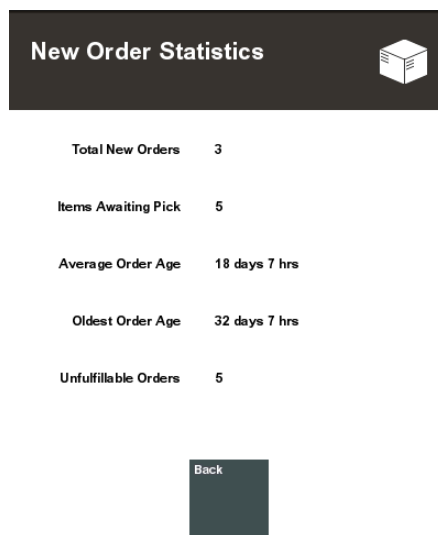 New Order Statistics
Total New Orders 3
Items Awaiting Pick 5
Average Order Age 18 days 7 hrs
Oldest Order Age 32 days 7 hrs
Unfulfillable Orders 5
Back